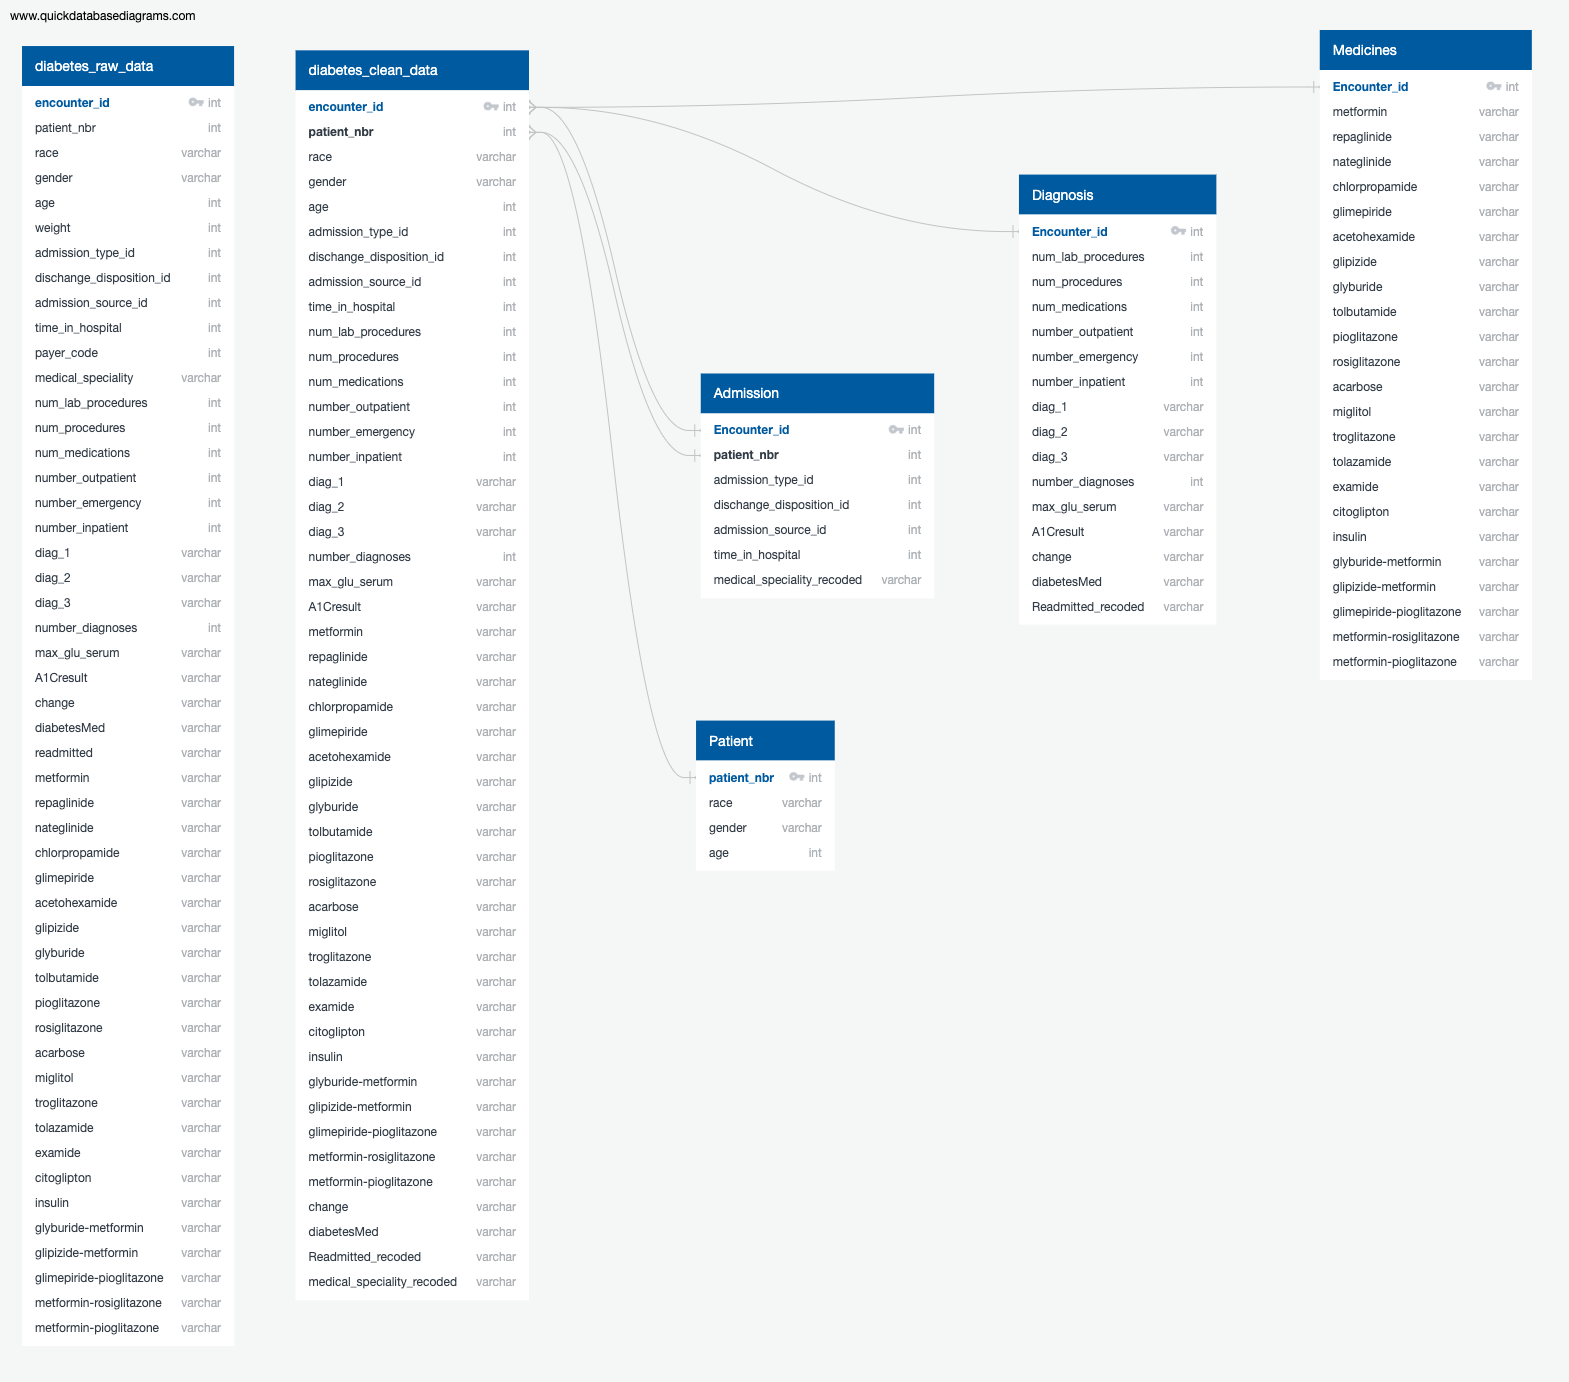 www.quickdatabasediagrams.com
diabetes_raw_data
encounter_id int
patient_nbr int
race varchar
gender varchar
age int
weight int
admission_type_id int
dischange_disposition_id int
admission_source_id int
time_in_hospital int
payer_code int
medical_speciality varchar
num_lab_procedures int
num_procedures int
num_medications int
number_outpatient int
number_emergency int
number_inpatient int
diag_1 varchar
diag_2 varchar
diag_3 varchar
number_diagnoses int
max_glu_serum varchar
A1Cresult varchar
change varchar
diabetesMed varchar
readmitted varchar
metformin varchar
repaglinide varchar
nateglinide varchar
chlorpropamide varchar
glimepiride varchar
acetohexamide varchar
glipizide varchar
glyburide varchar
tolbutamide varchar
pioglitazone varchar
rosiglitazone varchar
acarbose varchar
miglitol varchar
troglitazone varchar
tolazamide varchar
examide varchar
citoglipton varchar
insulin varchar
glyburide-metformin varchar
glipizide-metformin varchar
glimepiride-pioglitazone varchar
metformin-rosiglitazone varchar
metformin-pioglitazone varchar
diabetes_clean_data
encounter_id int
patient_nbr int
race varchar
gender varchar
age int
admission_type_id int
dischange_disposition_id int
admission_source_id int
time_in_hospital int
num_lab_procedures int
num_procedures int
num_medications int
number_outpatient int
number_emergency int
number_inpatient int
diag_1 varchar
diag_2 varchar
diag_3 varchar
number_diagnoses int
max_glu_serum varchar
A1Cresult varchar
metformin varchar
repaglinide varchar
nateglinide varchar
chlorpropamide varchar
glimepiride varchar
acetohexamide varchar
glipizide varchar
glyburide varchar
tolbutamide varchar
pioglitazone varchar
rosiglitazone varchar
acarbose varchar
miglitol varchar
troglitazone varchar
tolazamide varchar
examide varchar
citoglipton varchar
insulin varchar
glyburide-metformin varchar
glipizide-metformin varchar
glimepiride-pioglitazone varchar
metformin-rosiglitazone varchar
metformin-pioglitazone varchar
change varchar
diabetesMed varchar
Readmitted_recoded varchar
medical_speciality_recoded varchar
Admission
Encounter_id int
patient_nbr int
admission_type_id int
dischange_disposition_id int
admission_source_id int
time_in_hospital int
medical_speciality_recoded varchar
Patient
patient_nbr int
race varchar
gender varchar
age int
Diagnosis
Encounter_id int
num_lab_procedures int
num_procedures int
num_medications int
number_outpatient int
number_emergency int
number_inpatient int
diag_1 varchar
diag_2 varchar
diag_3 varchar
number_diagnoses int
max_glu_serum varchar
A1Cresult varchar
change varchar
diabetesMed varchar
Readmitted_recoded varchar
Medicines
Encounter_id int
metformin varchar
repaglinide varchar
nateglinide varchar
chlorpropamide varchar
glimepiride varchar
acetohexamide varchar
glipizide varchar
glyburide varchar
tolbutamide varchar
pioglitazone varchar
rosiglitazone varchar
acarbose varchar
miglitol varchar
troglitazone varchar
tolazamide varchar
examide varchar
citoglipton varchar
insulin varchar
glyburide-metformin varchar
glipizide-metformin varchar
glimepiride-pioglitazone varchar
metformin-rosiglitazone varchar
metformin-pioglitazone varchar